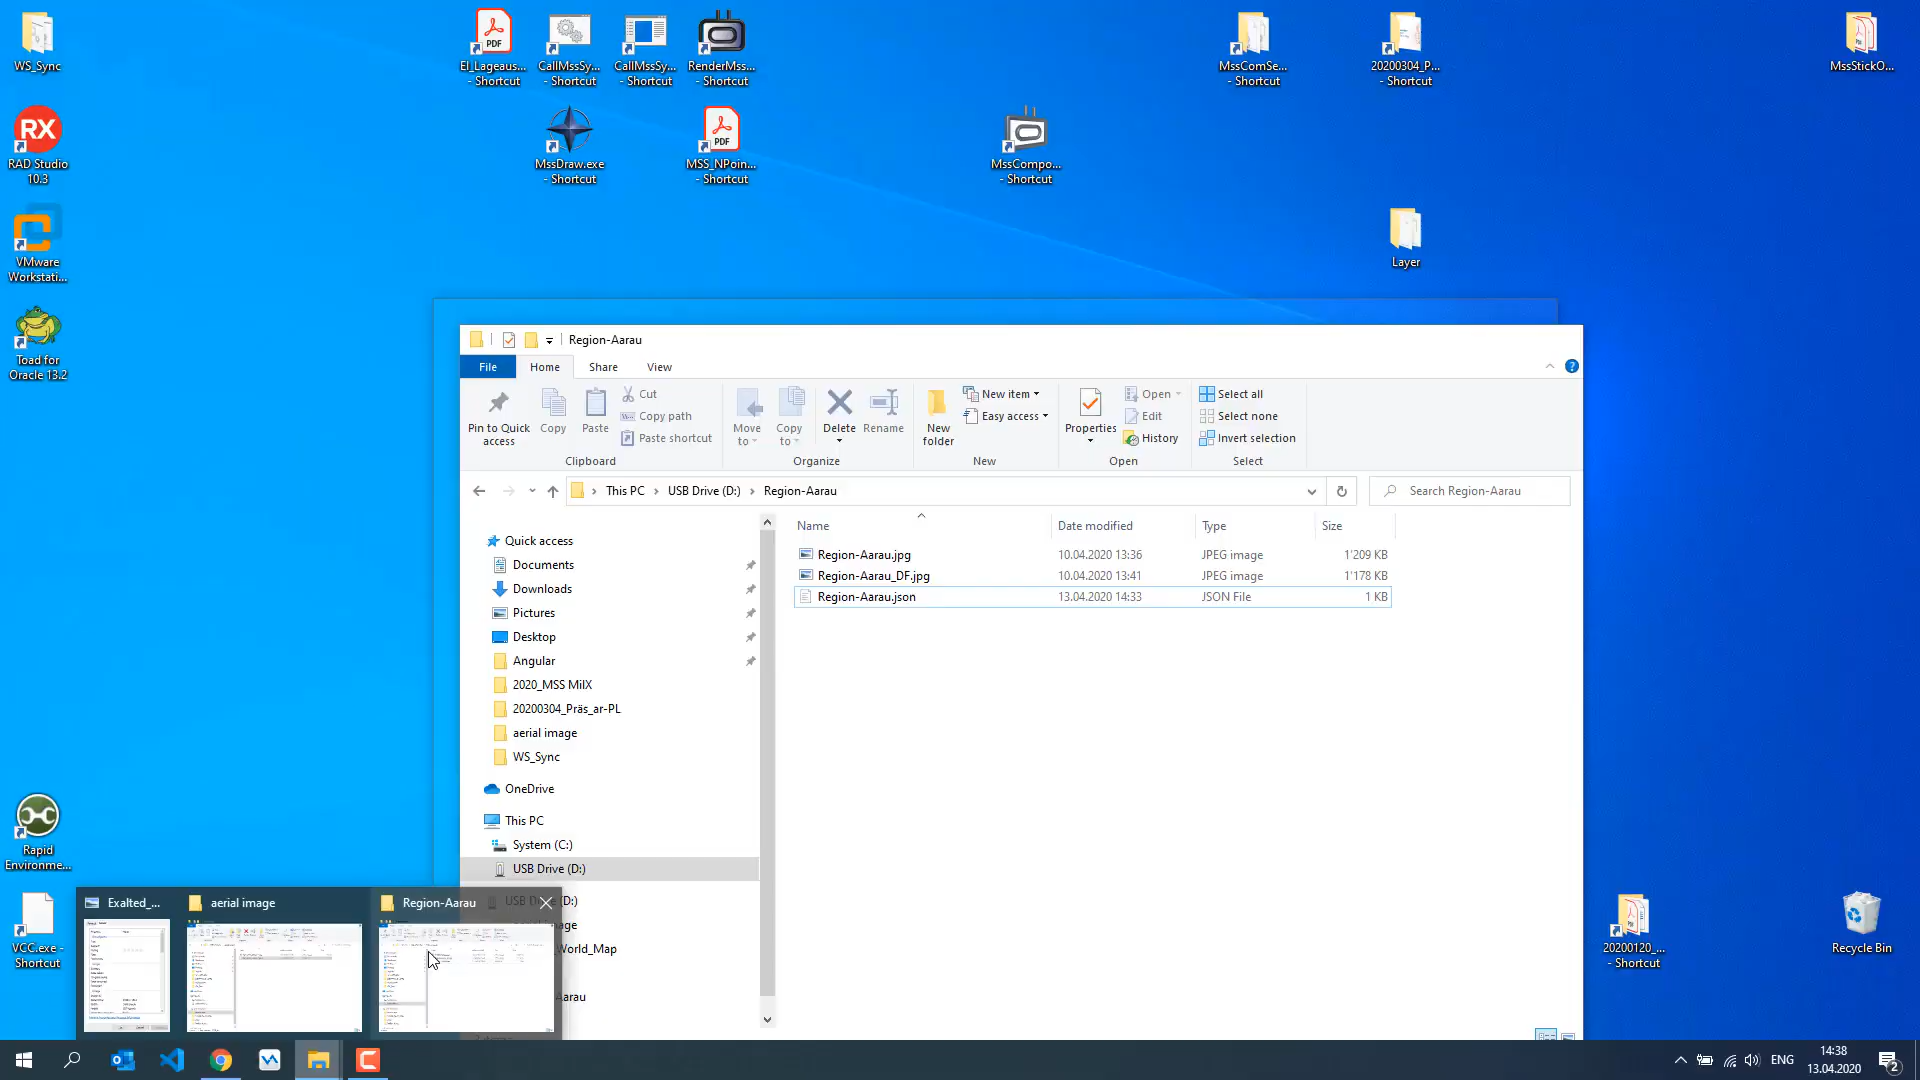 WS_Sync
EI_Lageaus...
- Shortcut
CallMssSy...
- Shortcut
CallMssSy...
- Shortcut
RenderMss...
- Shortcut
MssComSe...
- Shortcut
20200304_P...
- Shortcut
MssStickO...
RAD Studio
10.3
MssDraw.exe
- Shortcut
MSS_NPoin...
- Shortcut
MssCompo...
- Shortcut
VMware
Workstati...
Layer
Toad for
Oracle 13.2
Region-Aarau
File
Home
Share
View
Pin to Quick
access
Copy
Paste
Cut
Copy path
Paste shortcut
Clipboard
Move
to
Copy
to
Delete
Rename
Organize
New
folder
New item
Easy access
New
Properties
Open
Edit
History
Open
Select all
Select none
Invert selection
Select
This PC
USB Drive (D:)
Region-Aarau
Search Region-Aarau
Name
Date modified
Type
Size
Region-Aarau.jpg
10.04.2020 13:36
JPEG image
1'209 KB
Region-Aarau_DF.jpg
10.04.2020 13:41
JPEG image
1'178 KB
Region-Aarau.json
13.04.2020 14:33
JSON File
1 KB
Quick access
Documents
Downloads
Pictures
Desktop
Angular
2020_MSS MilX
20200304_Präs_ar-PL
aerial image
WS_Sync
OneDrive
This PC
System (C:)
USB Drive (D:)
World_Map
Rapid
Environme...
VCC.exe -
Shortcut
Exalted_...
aerial image
Region-Aarau
20200120_...
- Shortcut
Recycle Bin
ENG
14:38
13.04.2020
2